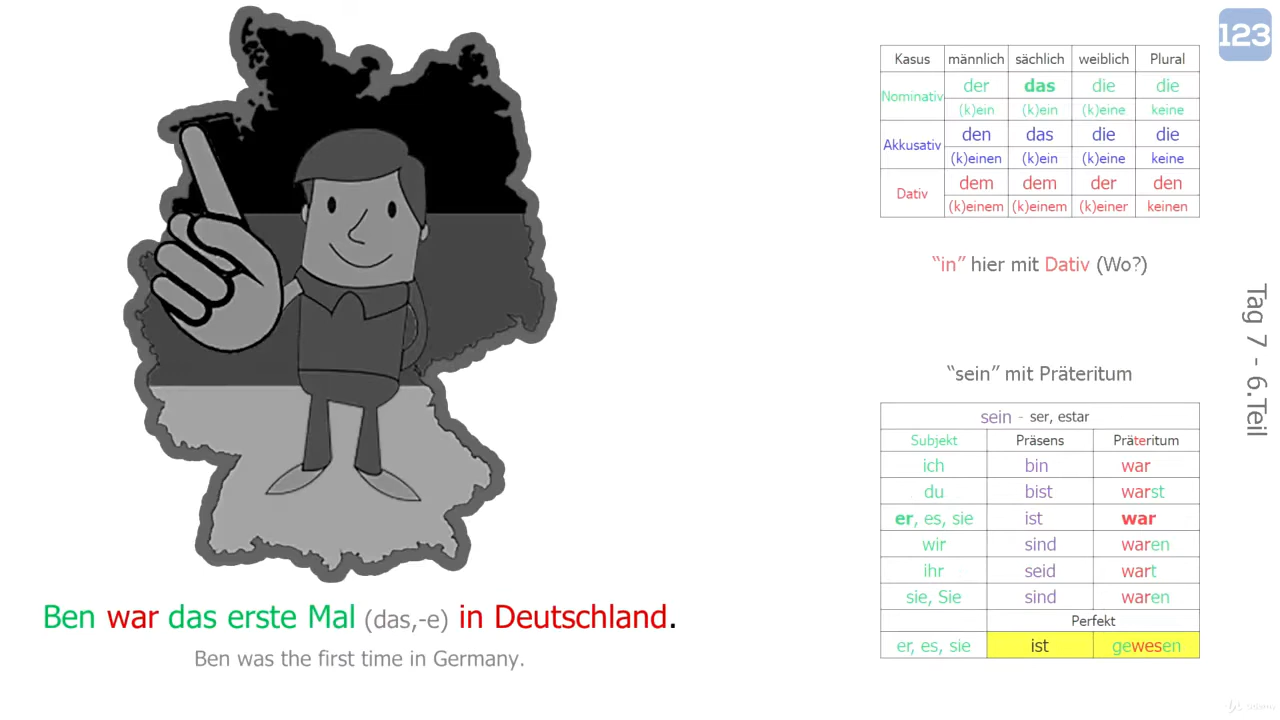 123
Kasus männlich sächlich weiblich Plural
Nominativ der das die die
(k)ein (k)ein (k)eine keine
Akkusativ den das die die
(k)einen (k)ein (k)eine keine
Dativ dem dem der den
(k)einem (k)einem (k)einer keinen
“in” hier mit Dativ (Wo?)
Tag 7 - 6.Teil
“sein” mit Präteritum
sein - ser, estar
Subjekt Präsens Präteritum
ich bin war
du bist warst
er, es, sie ist war
wir sind waren
ihr seid wart
sie, Sie sind waren
Perfekt
er, es, sie ist gewesen
Ben war das erste Mal (das,-e) in Deutschland.
Ben was the first time in Germany.